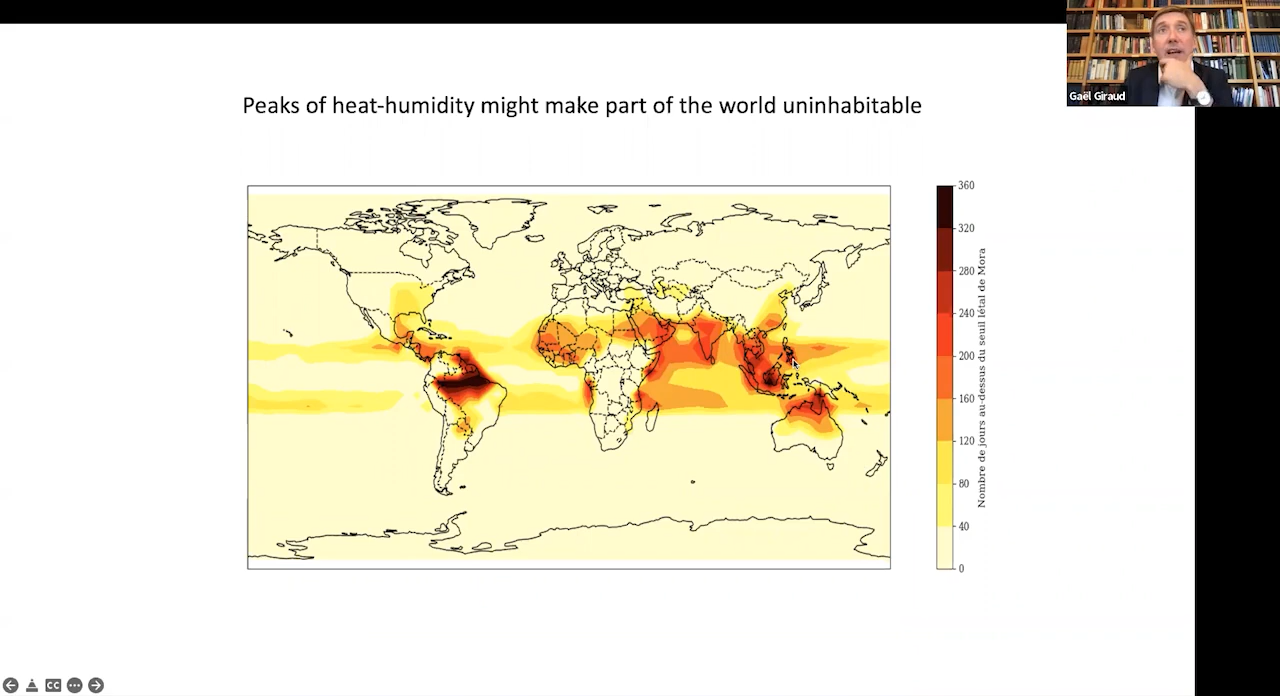 Gaël Giraud
Peaks of heat-humidity might make part of the world uninhabitable
360
320
280
240
200
160
120
80
40
0
Nombre de jours au-dessus du seuil létal de Mora
CC